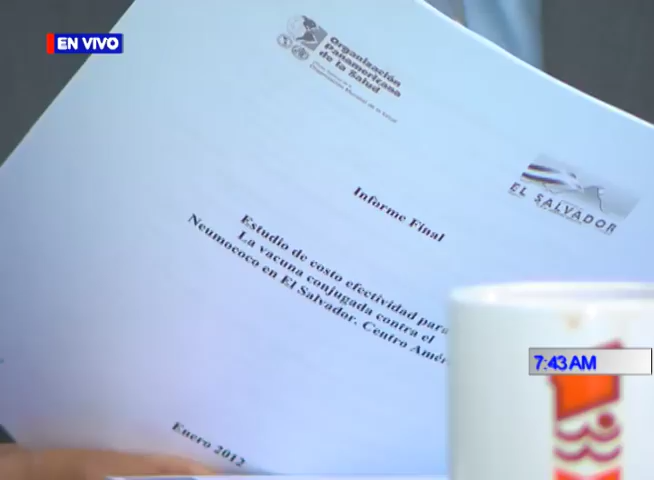 EN VIVO
Organización
Panamericana
de la Salud
EL SALVADOR
Informe Final
Estudio de costo efectividad para
La vacuna conjugada contra el
Neumococo en El Salvador. Centro
7:43 AM
Enero 2012